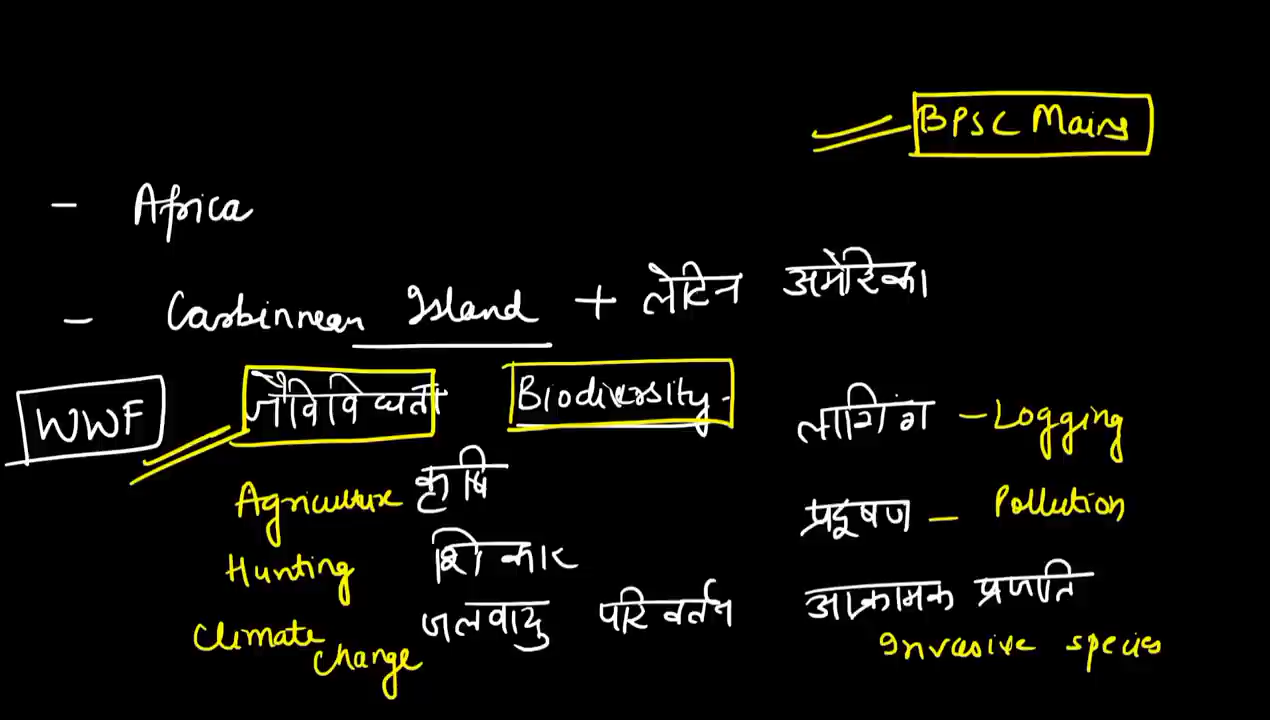 BPSC Mains
- Africa
- Carbinnean Island + लेटिन अमेरिका
WWF जैवविविधता Biodiversity - लागिंग - Logging
Agriculture कृषि प्रदूषण - Pollution
Hunting शिकार
Climate Change जलवायु परिवर्तन आक्रामक प्रजाति
Invasive species